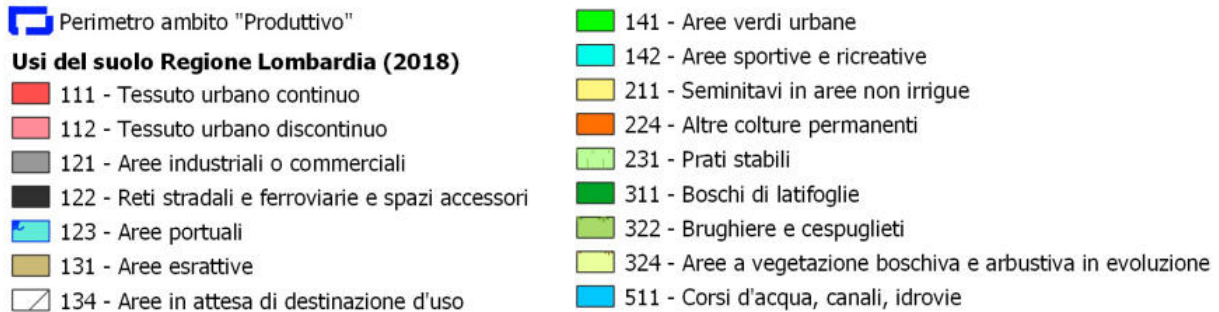 Perimetro ambito "Produttivo"
Usi del suolo Regione Lombardia (2018)
111 - Tessuto urbano continuo
112 - Tessuto urbano discontinuo
121 - Aree industriali o commerciali
122 - Reti stradali e ferroviarie e spazi accessori
123 - Aree portuali
131 - Aree esrattive
134 - Aree in attesa di destinazione d'uso
141 - Aree verdi urbane
142 - Aree sportive e ricreative
211 - Seminitavi in aree non irrigue
224 - Altre colture permanenti
231 - Prati stabili
311 - Boschi di latifoglie
322 - Brughiere e cespuglieti
324 - Aree a vegetazione boschiva e arbustiva in evoluzione
511 - Corsi d'acqua, canali, idrovie